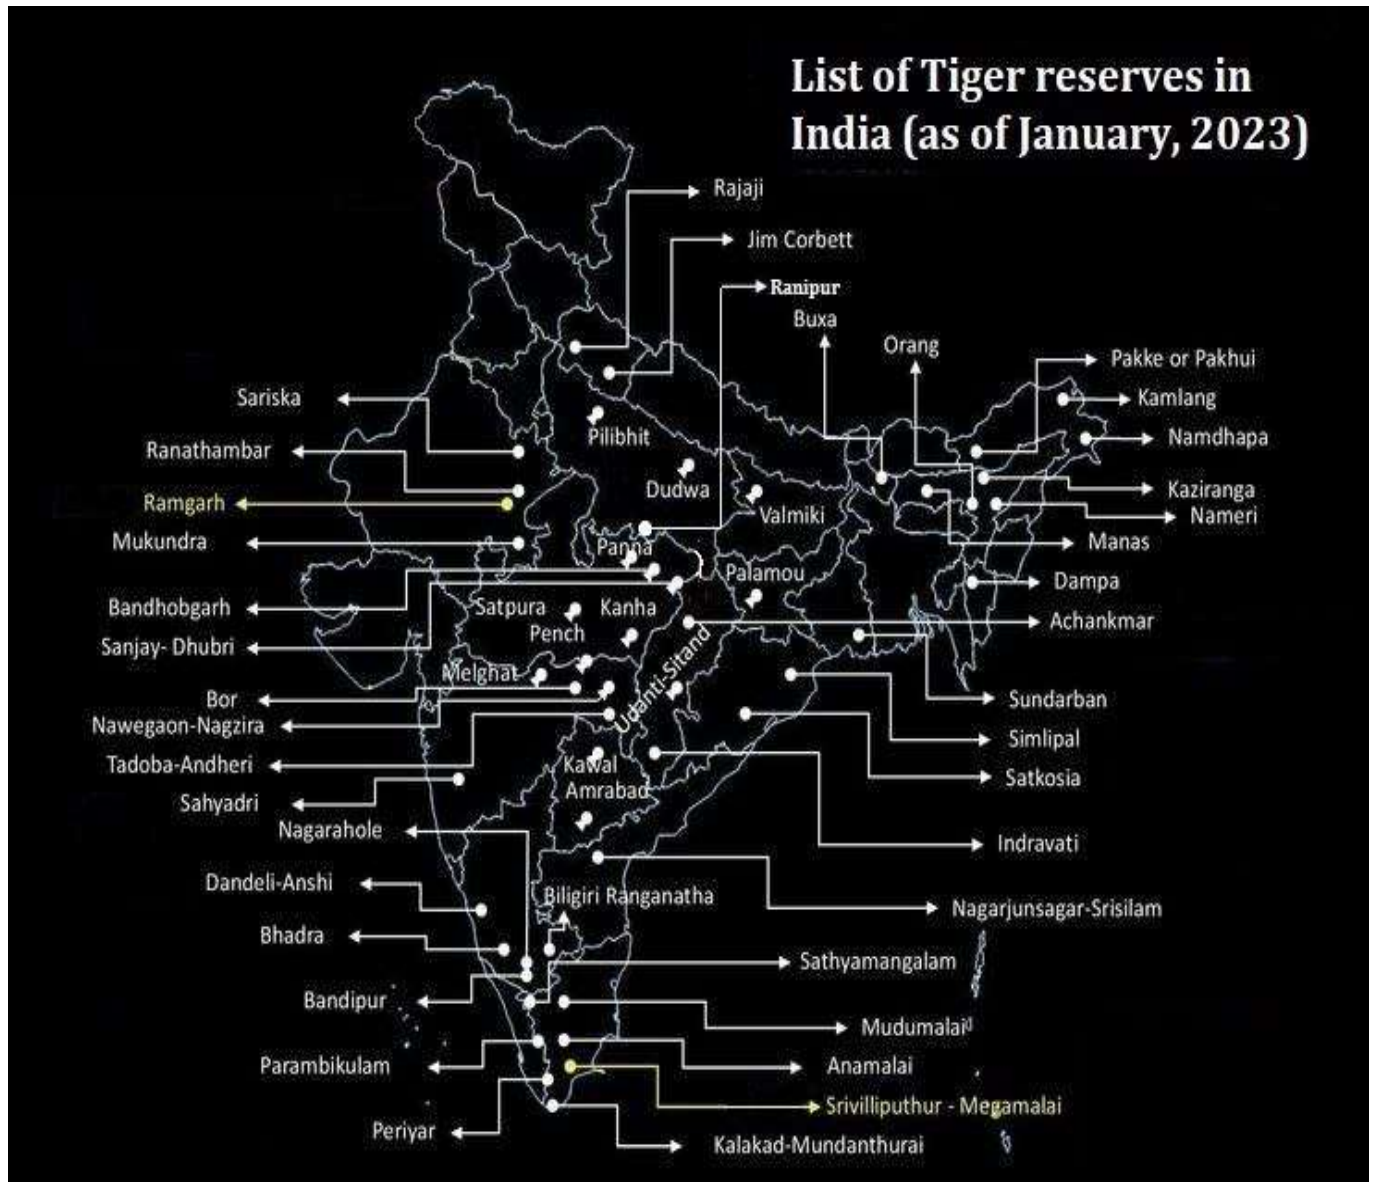 List of Tiger reserves in
India (as of January, 2023)
Rajaji
Jim Corbett
Ranipur
Buxa
Orang
Pakke or Pakhui
Kamlang
Namdhapa
Kaziranga
Nameri
Manas
Dampa
Achankmar
Sundarban
Simlipal
Satkosia
Indravati
Nagarjunsagar-Srisilam
Sathyamangalam
Mudumalai
Anamalai
Srivilliputhur - Megamalai
Kalakad-Mundanthurai
Sariska
Ranathambar
Ramgarh
Mukundra
Bandhobgarh
Sanjay- Dhubri
Bor
Nawegaon-Nagzira
Tadoba-Andheri
Sahyadri
Nagarahole
Dandeli-Anshi
Bhadra
Bandipur
Parambikulam
Periyar
Pilibhit
Dudwa
Valmiki
Panna
Palamou
Satpura
Kanha
Pench
Melghat
Udanti-Sitand
Kawal
Amrabad
Biligiri Ranganatha